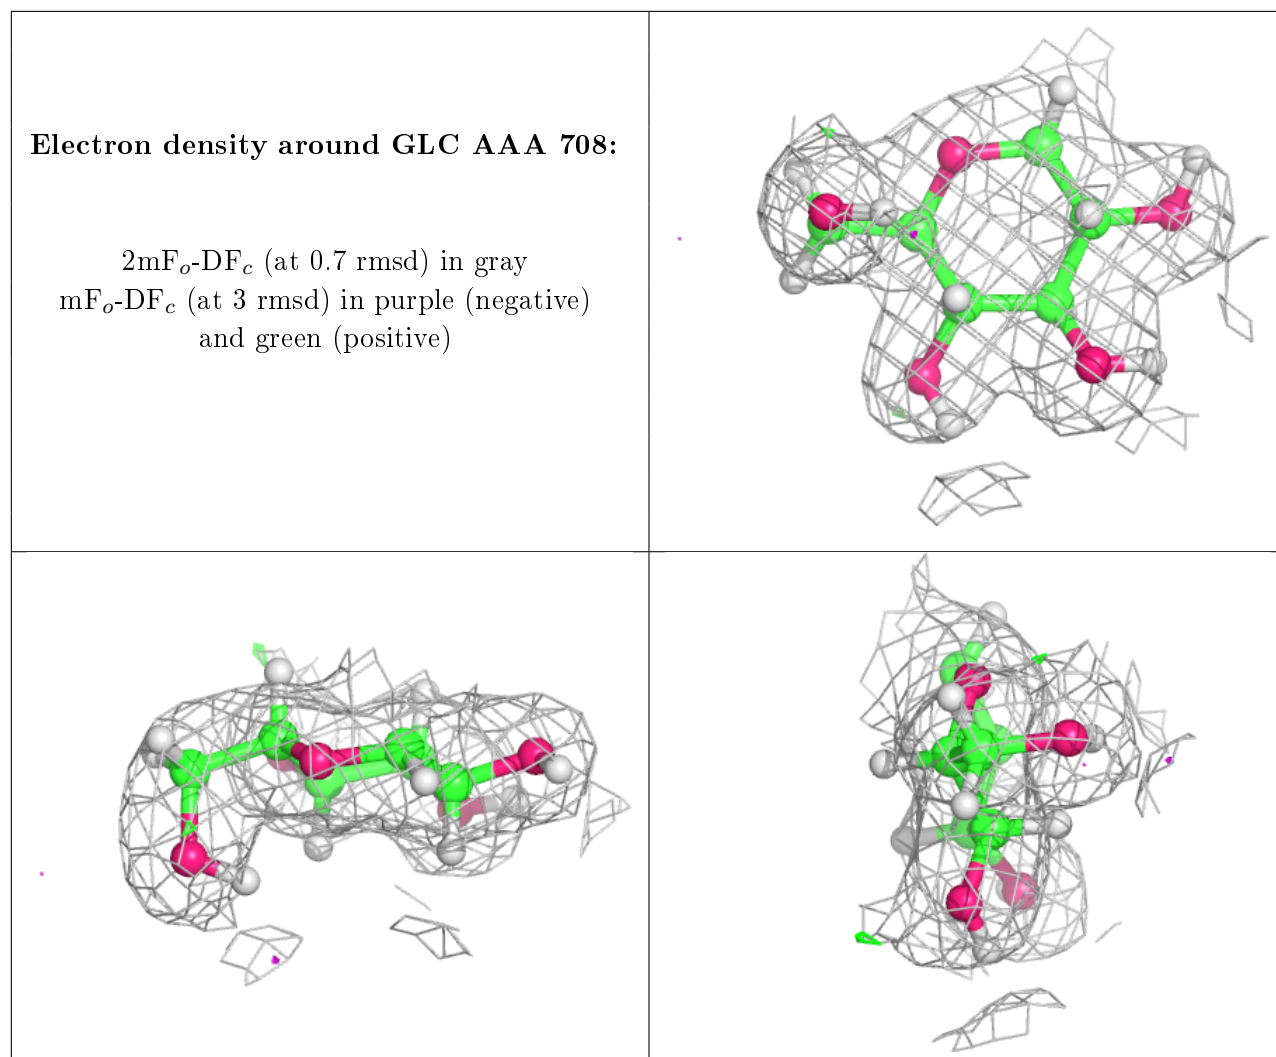 Electron density around GLC AAA 708:
2mFo-DFc (at 0.7 rmsd) in gray
mFo-DFc (at 3 rmsd) in purple (negative)
and green (positive)